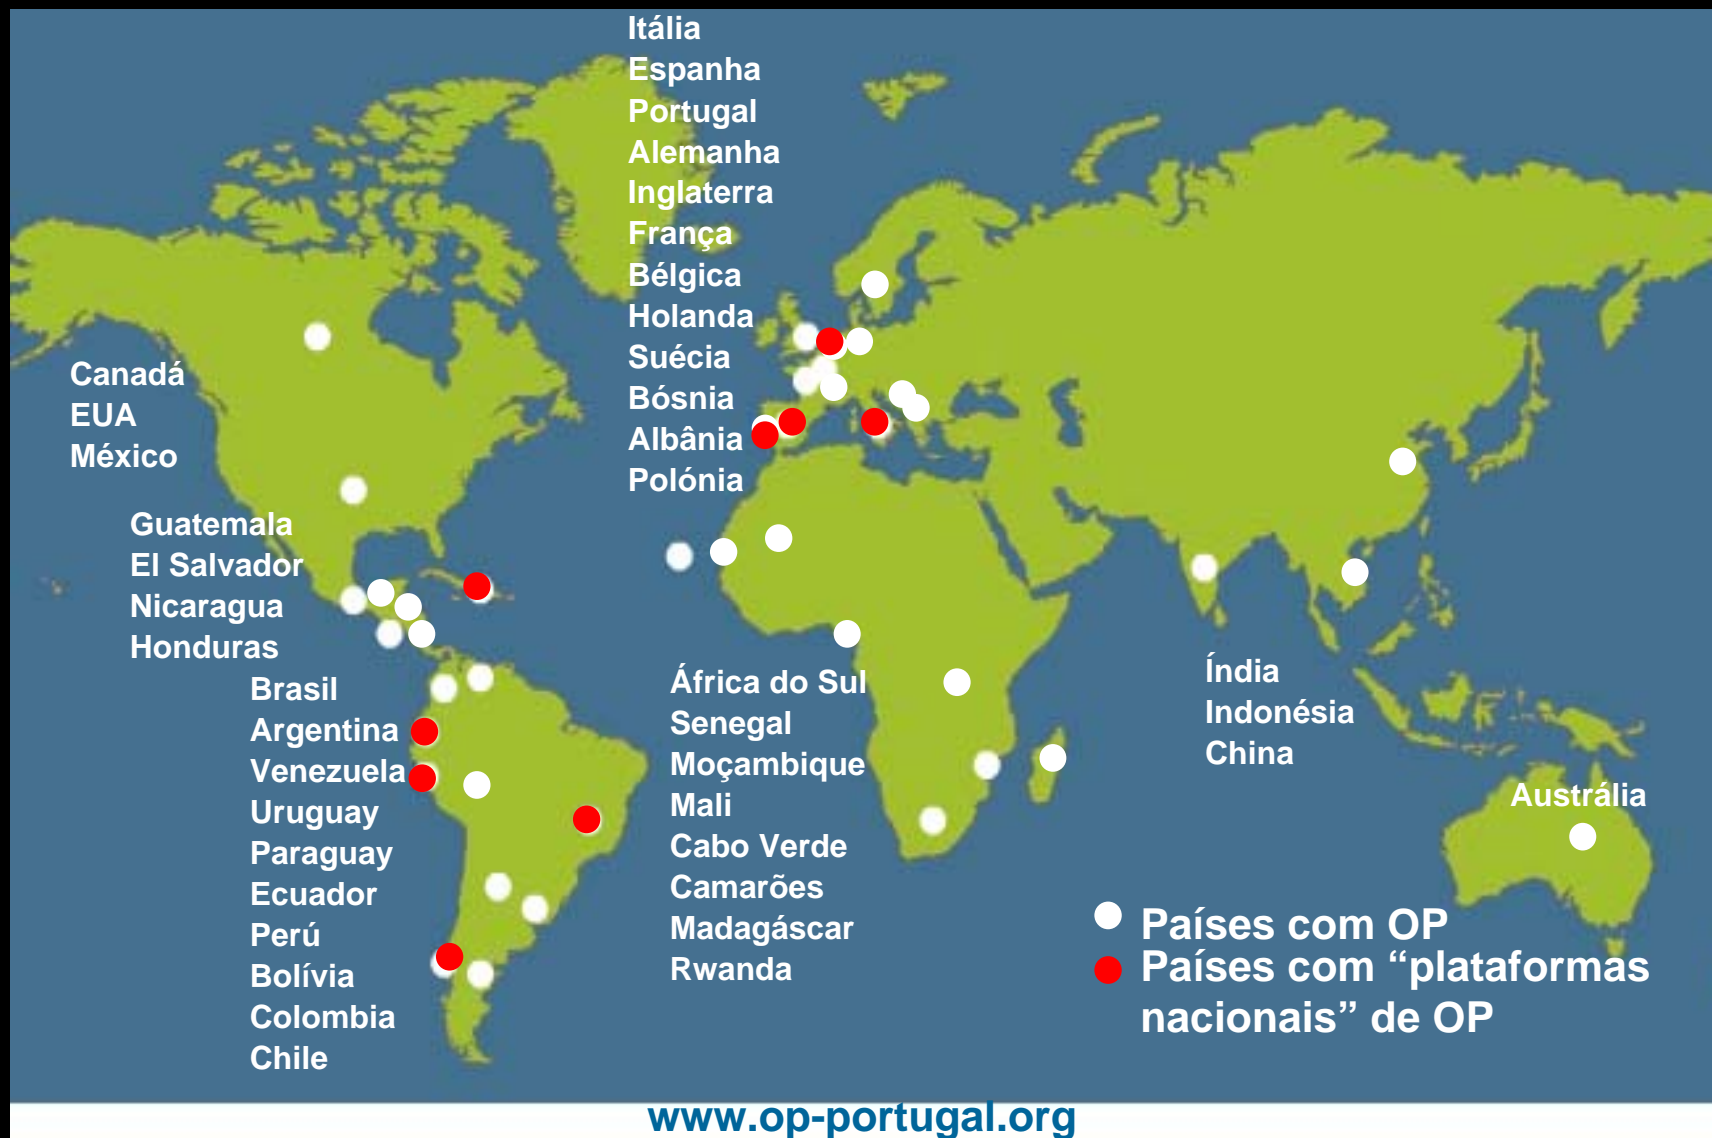 Itália
Espanha
Portugal
Alemanha
Inglaterra
França
Bélgica
Holanda
Suécia
Bósnia
Albânia
Polónia
Canadá
EUA
México
Guatemala
El Salvador
Nicaragua
Honduras
Brasil
Argentina
Venezuela
Uruguay
Paraguay
Ecuador
Perú
Bolívia
Colombia
Chile
África do Sul
Senegal
Moçambique
Mali
Cabo Verde
Camarões
Madagáscar
Rwanda
Índia
Indonésia
China
Austrália
Países com OP
Países com “plataformas
nacionais” de OP
www.op-portugal.org